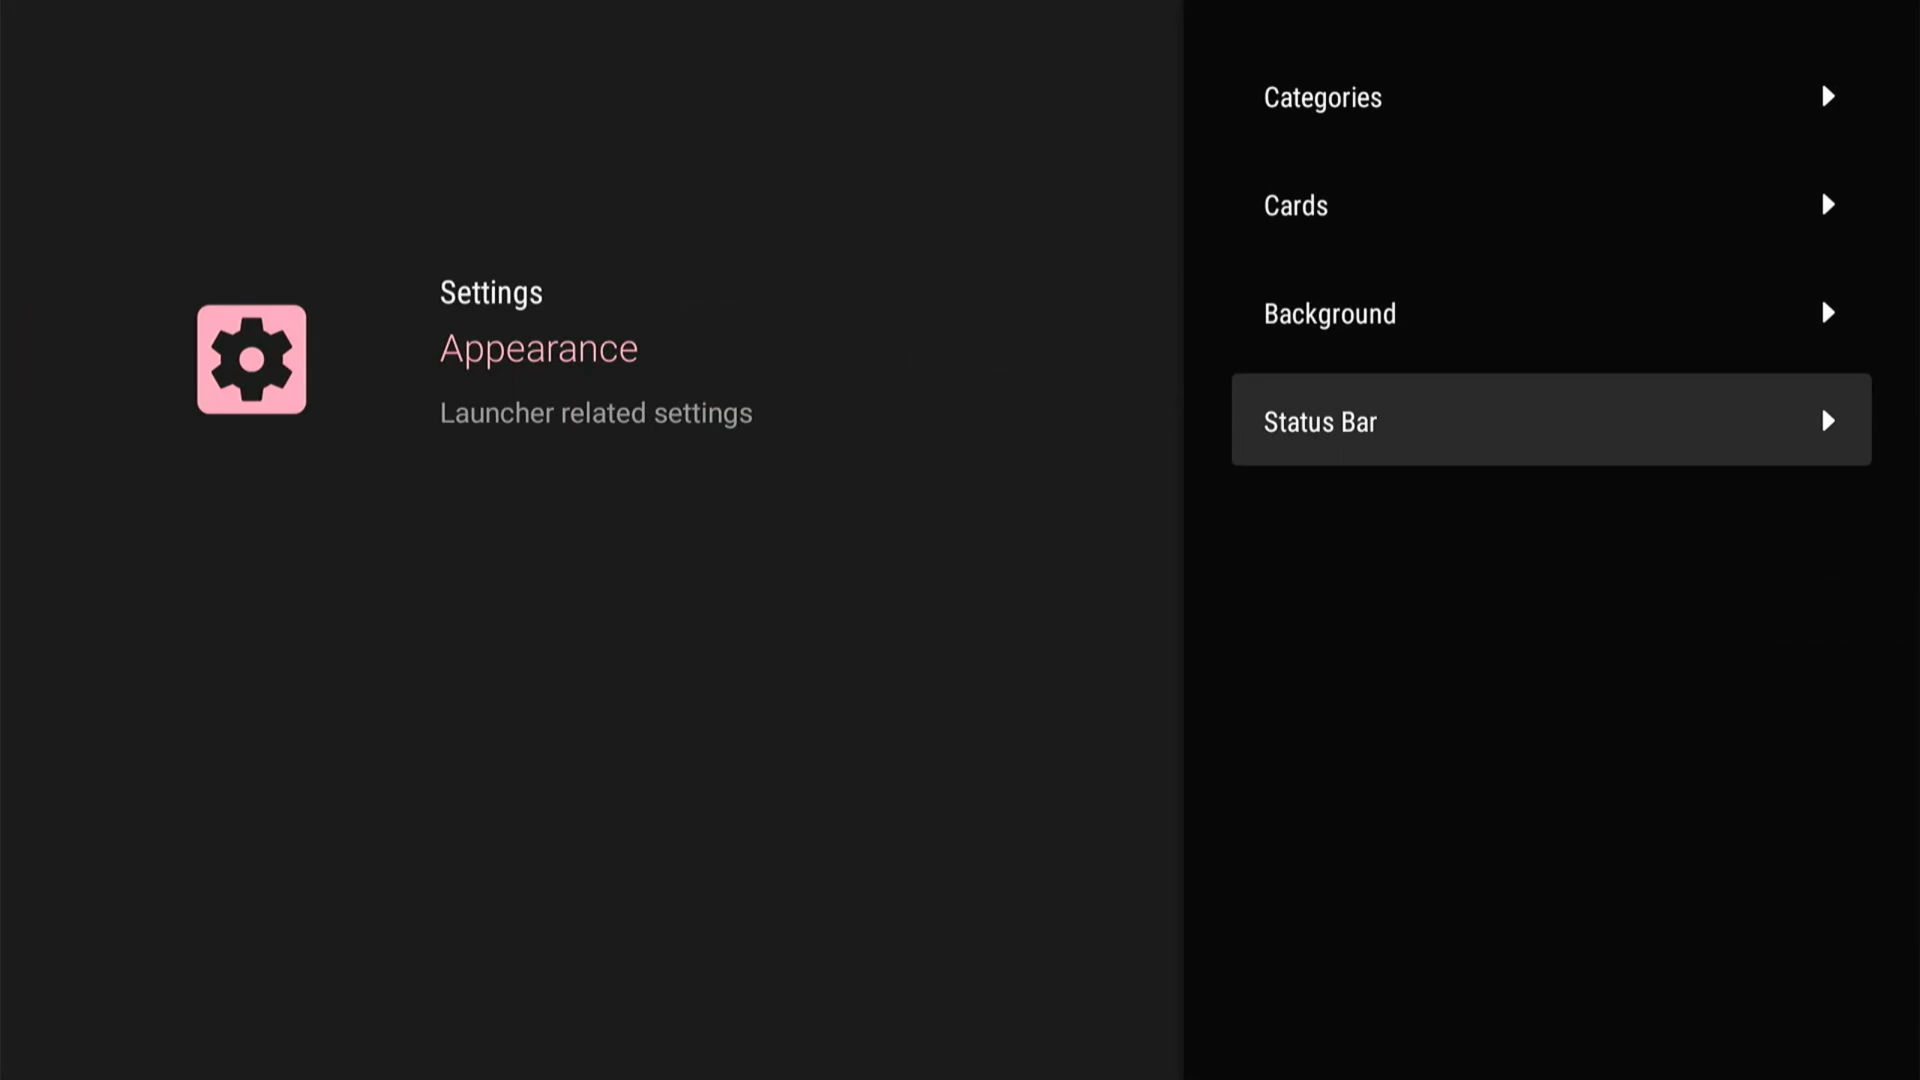 Settings
Appearance
Launcher related settings
Categories
Cards
Background
Status Bar